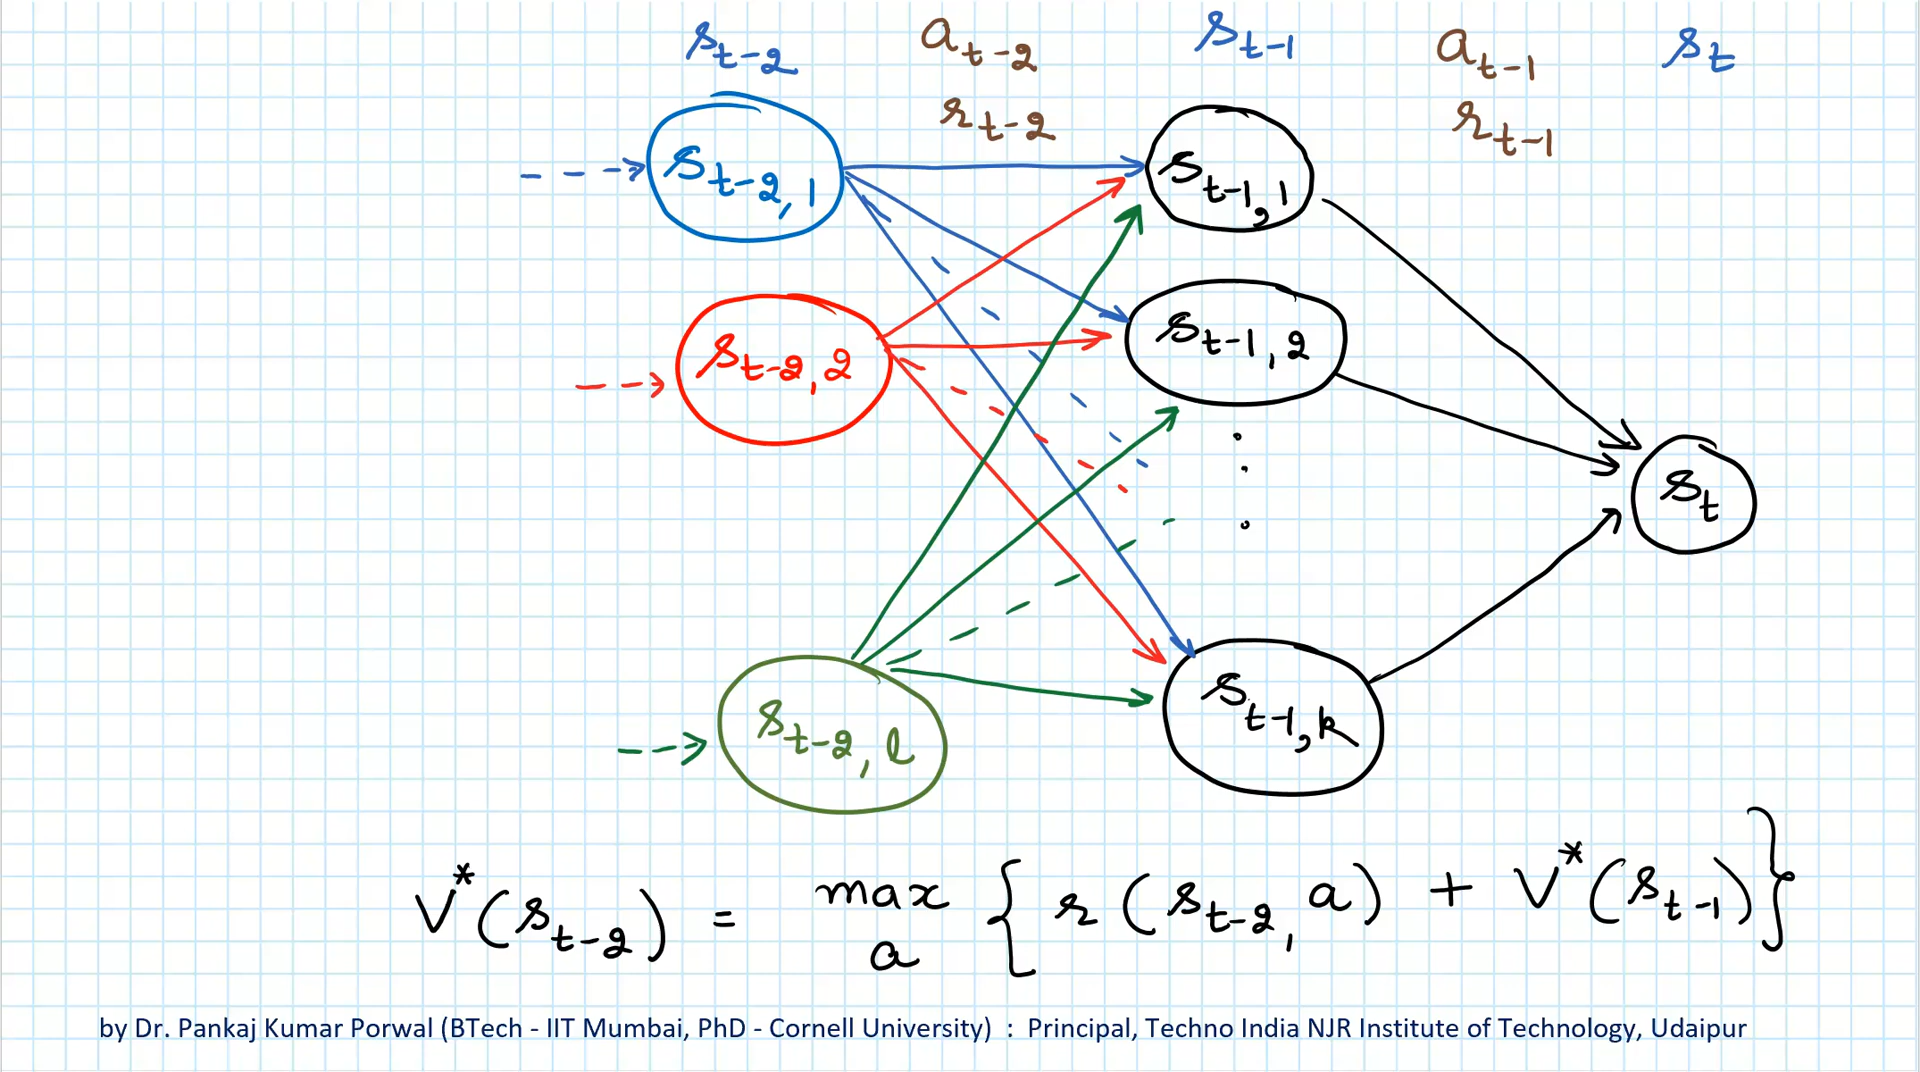 s_{t-2} a_{t-2} s_{t-1} a_{t-1} s_t
r_{t-2} r_{t-1}
s_{t-2,1} s_{t-1,1}
s_{t-2,2} s_{t-1,2}
s_t
s_{t-2,l} s_{t-1,k}
V^*(s_{t-2}) = max_a { r(s_{t-2}, a) + V^*(s_{t-1}) }
by Dr. Pankaj Kumar Porwal (BTech - IIT Mumbai, PhD - Cornell University) : Principal, Techno India NJR Institute of Technology, Udaipur